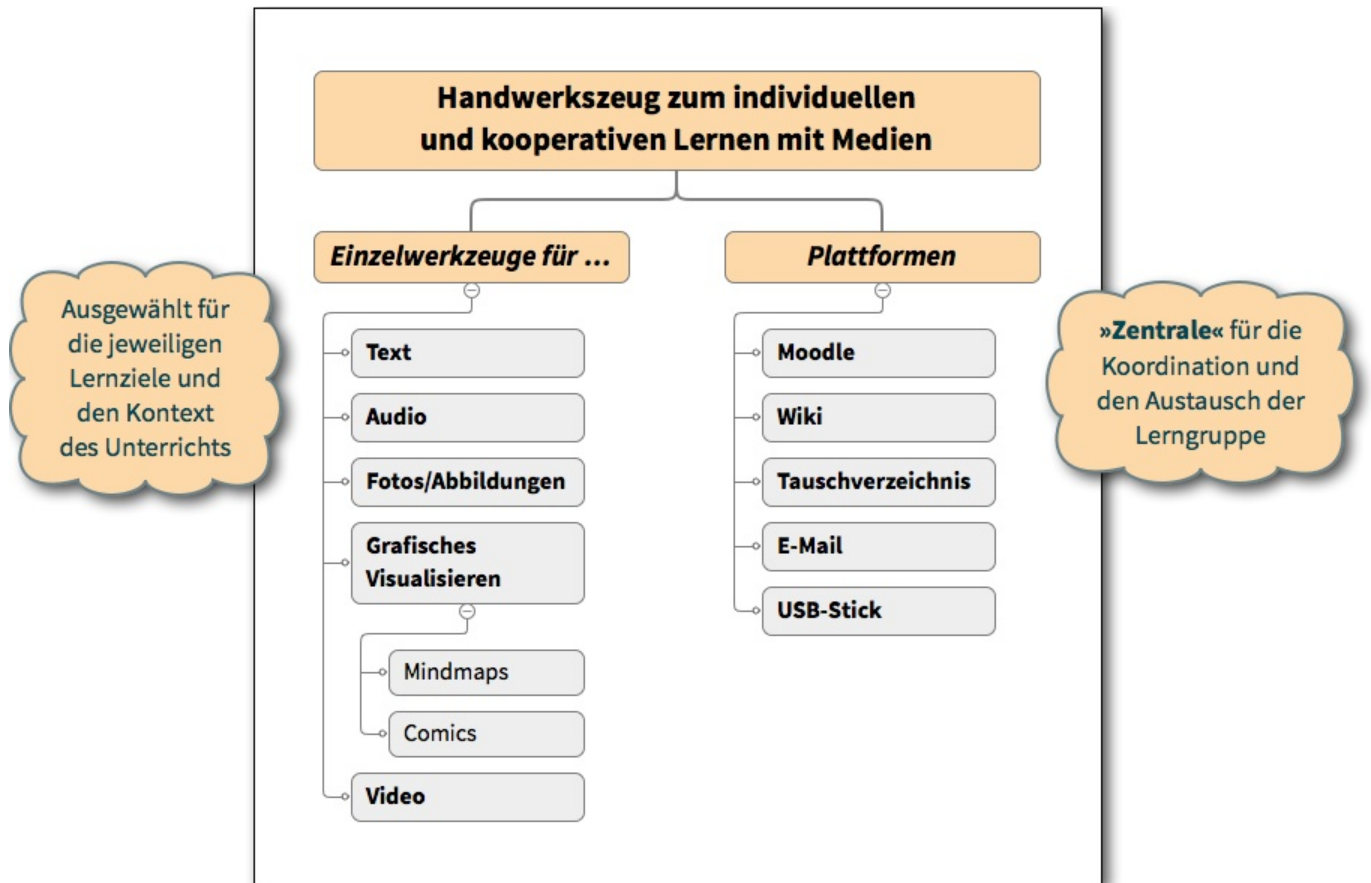 Handwerkszeug zum individuellen
und kooperativen Lernen mit Medien
Einzelwerkzeuge für ...
Plattformen
Ausgewählt für
die jeweiligen
Lernziele und
den Kontext
des Unterrichts
Text
Audio
Fotos/Abbildungen
Grafisches
Visualisieren
Mindmaps
Comics
Video
Moodle
Wiki
Tauschverzeichnis
E-Mail
USB-Stick
»Zentrale« für die
Koordination und
den Austausch der
Lerngruppe